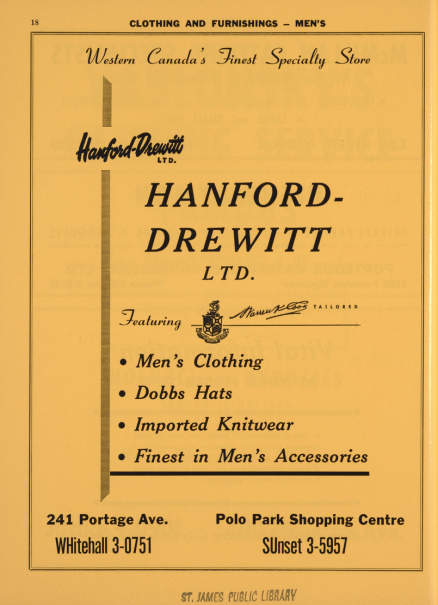 18
CLOTHING AND FURNISHINGS – MEN'S
Western Canada's Finest Specialty Store
Hanford-Drewitt
LTD.
HANFORD-
DREWITT
LTD.
Featuring
Warren K. Cook TAILORED
• Men's Clothing
• Dobbs Hats
• Imported Knitwear
• Finest in Men's Accessories
241 Portage Ave.
WHitehall 3-0751
Polo Park Shopping Centre
SUnset 3-5957
ST. JAMES PUBLIC LIBRARY